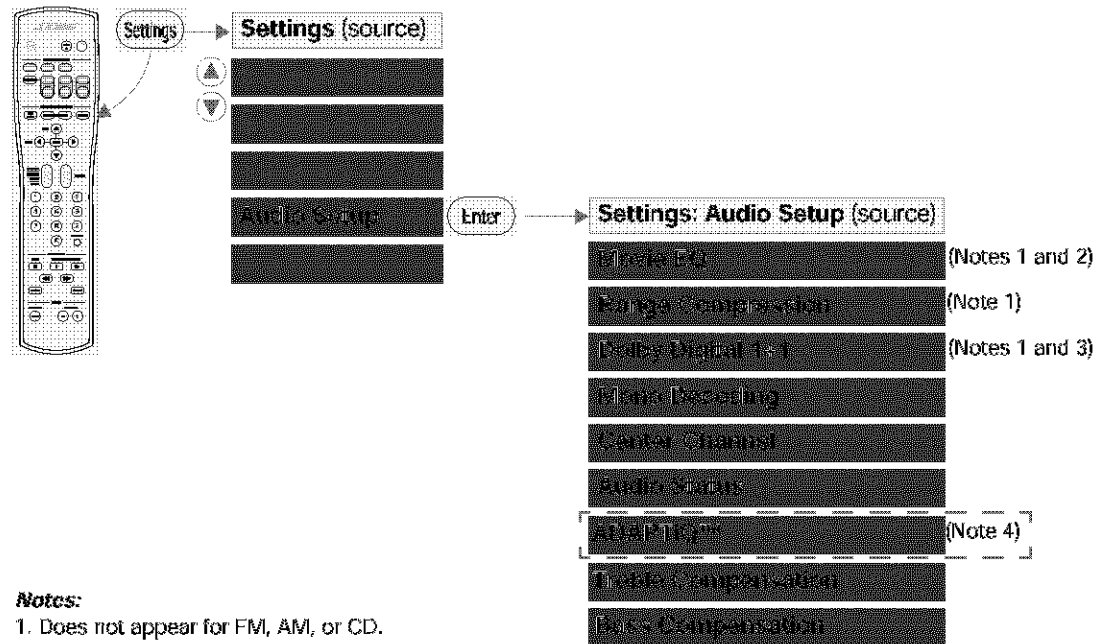 Settings
Settings (source)
Audio Setup
Enter
Settings: Audio Setup (source)
Movie EQ
(Notes 1 and 2)
Range Compression
(Note 1)
Dolby Digital 1+1
(Notes 1 and 3)
Mono Decoding
Center Channel
Audio Status
ADAPTiQ™
(Note 4)
Treble Compensation
Bass Compensation
Notes:
1. Does not appear for FM, AM, or CD.